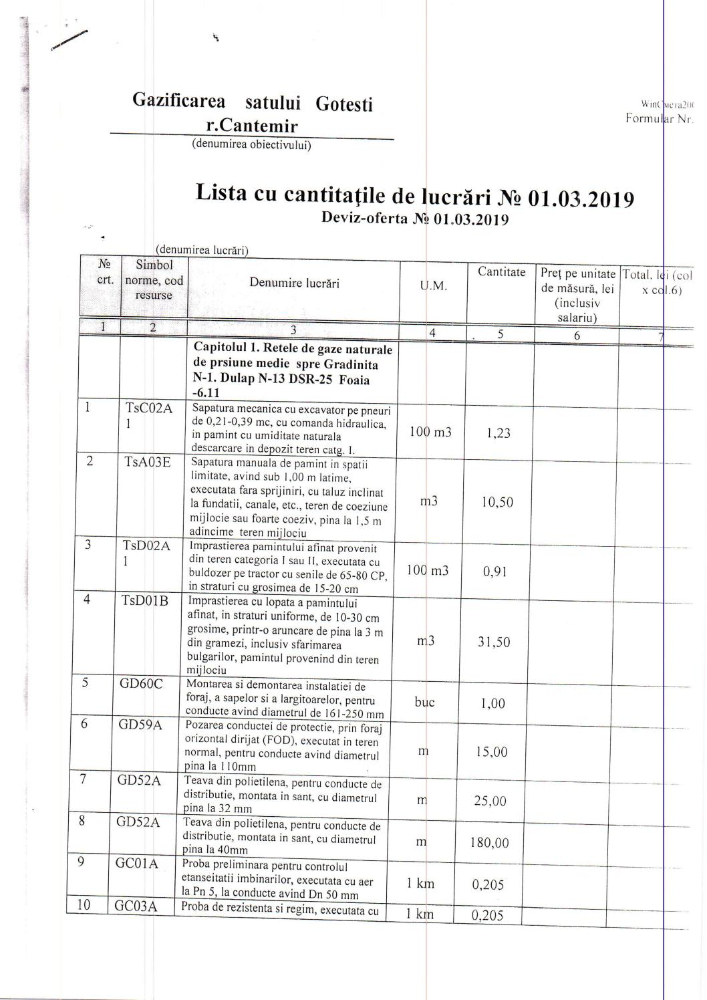 Gazificarea satului Gotesti
r.Cantemir
(denumirea obiectivului)
Formular Nr.
Lista cu cantitaţile de lucrări № 01.03.2019
Deviz-oferta № 01.03.2019
(denumirea lucrări)
№ crt.
Simbol norme, cod resurse
Denumire lucrări
U.M.
Cantitate
Preţ pe unitate de măsură, lei (inclusiv salariu)
Total, lei (col x col.6)
1 2 3 4 5 6 7
Capitolul 1. Retele de gaze naturale
de prsiune medie spre Gradinita
N-1. Dulap N-13 DSR-25 Foaia
-6.11
1 TsC02A1
Sapatura mecanica cu excavator pe pneuri
de 0,21-0,39 mc, cu comanda hidraulica,
in pamint cu umiditate naturala
descarcare in depozit teren catg. I.
100 m3 1,23
2 TsA03E
Sapatura manuala de pamint in spatii
limitate, avind sub 1,00 m latime,
executata fara sprijiniri, cu taluz inclinat
la fundatii, canale, etc., teren de coeziune
mijlocie sau foarte coeziv, pina la 1,5 m
adincime teren mijlociu
m3 10,50
3 TsD02A1
Imprastierea pamintului afinat provenit
din teren categoria I sau II, executata cu
buldozer pe tractor cu senile de 65-80 CP,
in straturi cu grosimea de 15-20 cm
100 m3 0,91
4 TsD01B
Imprastierea cu lopata a pamintului
afinat, in straturi uniforme, de 10-30 cm
grosime, printr-o aruncare de pina la 3 m
din gramezi, inclusiv sfarimarea
bulgarilor, pamintul provenind din teren
mijlociu
m3 31,50
5 GD60C
Montarea si demontarea instalatiei de
foraj, a sapelor si a largitoarelor, pentru
conducte avind diametrul de 161-250 mm
buc 1,00
6 GD59A
Pozarea conductei de protectie, prin foraj
orizontal dirijat (FOD), executat in teren
normal, pentru conducte avind diametrul
pina la 110mm
m 15,00
7 GD52A
Teava din polietilena, pentru conducte de
distributie, montata in sant, cu diametrul
pina la 32 mm
m 25,00
8 GD52A
Teava din polietilena, pentru conducte de
distributie, montata in sant, cu diametrul
pina la 40mm
m 180,00
9 GC01A
Proba preliminara pentru controlul
etanseitatii imbinarilor, executata cu aer
la Pn 5, la conducte avind Dn 50 mm
1 km 0,205
10 GC03A
Proba de rezistenta si regim, executata cu
1 km 0,205